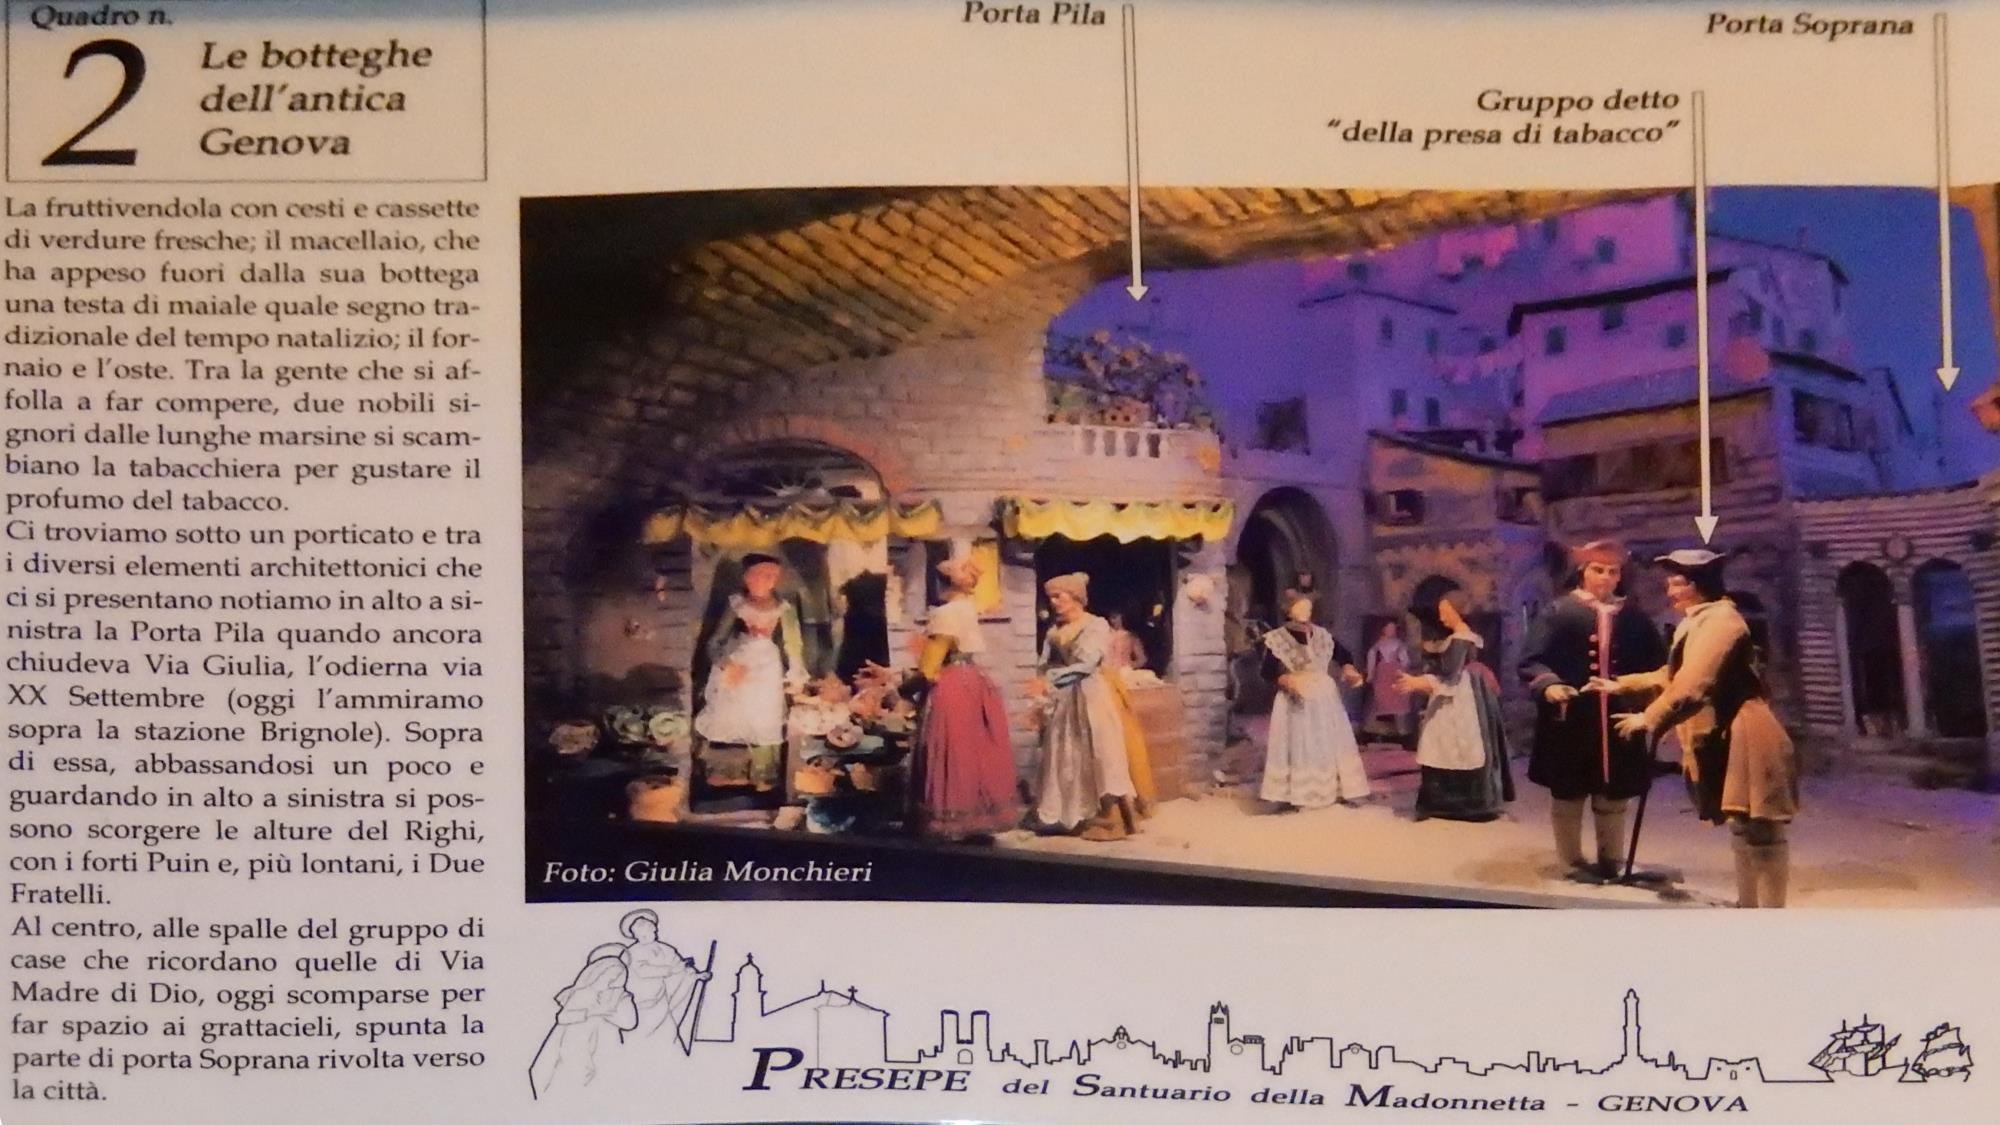 Quadro n.
2
Le botteghe
dell'antica
Genova
La fruttivendola con cesti e cassette
di verdure fresche; il macellaio, che
ha appeso fuori dalla sua bottega
una testa di maiale quale segno tra-
dizionale del tempo natalizio; il for-
naio e l'oste. Tra la gente che si af-
folla a far compere, due nobili si-
gnori dalle lunghe marsine si scam-
biano la tabacchiera per gustare il
profumo del tabacco.
Ci troviamo sotto un porticato e tra
i diversi elementi architettonici che
ci si presentano notiamo in alto a si-
nistra la Porta Pila quando ancora
chiudeva Via Giulia, l'odierna via
XX Settembre (oggi l'ammiramo
sopra la stazione Brignole). Sopra
di essa, abbassandosi un poco e
guardando in alto a sinistra si pos-
sono scorgere le alture del Righi,
con i forti Puin e, più lontani, i Due
Fratelli.
Al centro, alle spalle del gruppo di
case che ricordano quelle di Via
Madre di Dio, oggi scomparse per
far spazio ai grattacieli, spunta la
parte di porta Soprana rivolta verso
la città.
Porta Pila
Gruppo detto
"della presa di tabacco"
Porta Soprana
Foto: Giulia Monchieri
PRESEPE del Santuario della Madonnetta - GENOVA